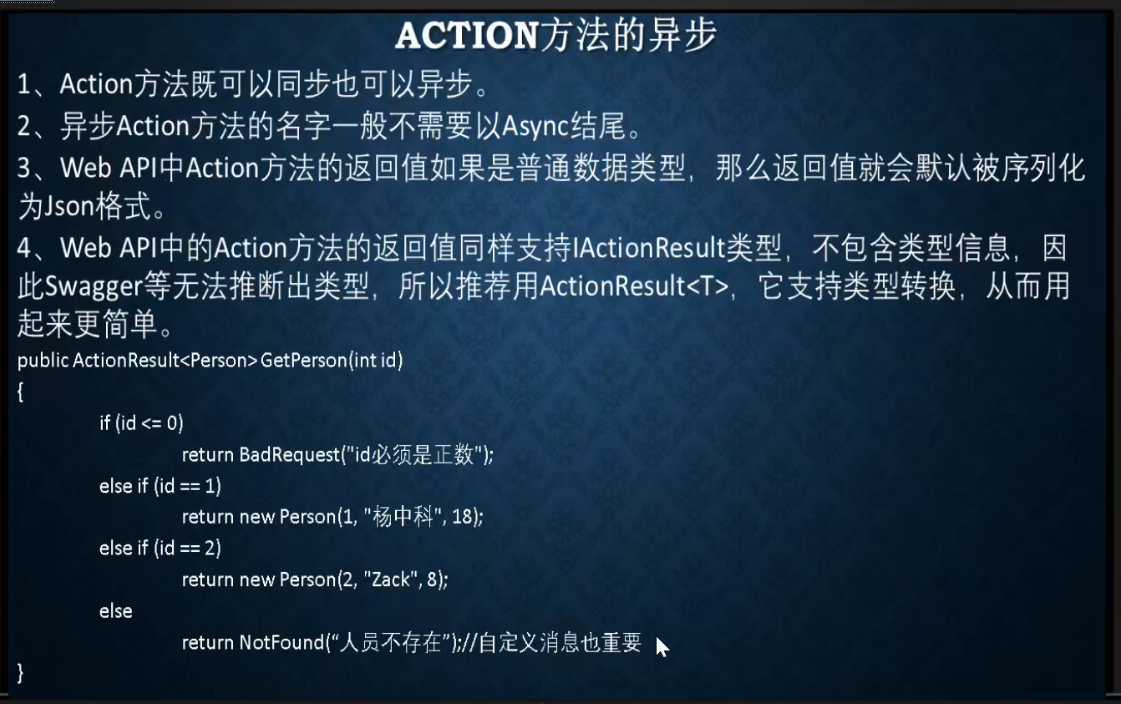 ACTION方法的异步
1、Action方法既可以同步也可以异步。
2、异步Action方法的名字一般不需要以Async结尾。
3、Web API中Action方法的返回值如果是普通数据类型，那么返回值就会默认被序列化
为Json格式。
4、Web API中的Action方法的返回值同样支持IActionResult类型，不包含类型信息，因
此Swagger等无法推断出类型，所以推荐用ActionResult<T>，它支持类型转换，从而用
起来更简单。
public ActionResult<Person> GetPerson(int id)
{
if (id <= 0)
return BadRequest("id必须是正数");
else if (id == 1)
return new Person(1, "杨中科", 18);
else if (id == 2)
return new Person(2, "Zack", 8);
else
return NotFound(“人员不存在”);//自定义消息也重要
}